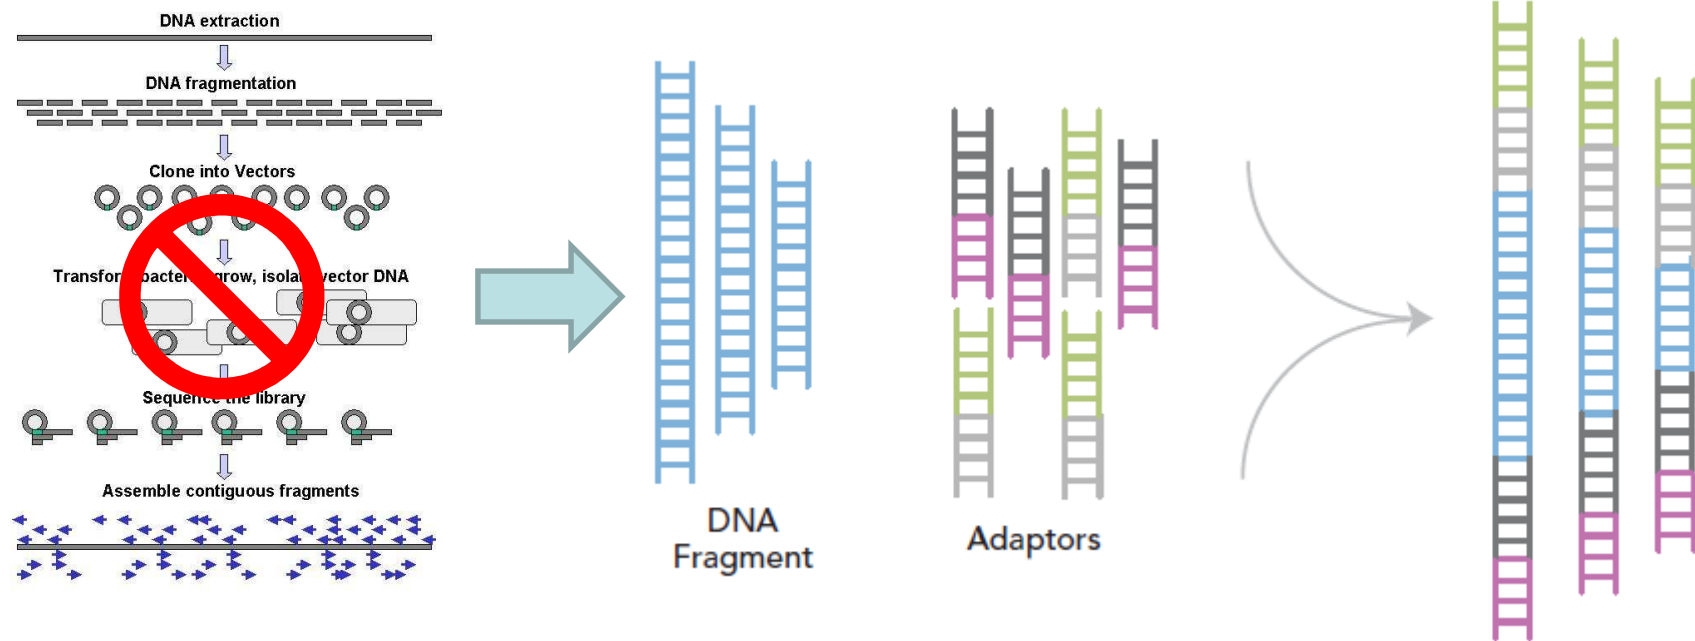 DNA extraction
DNA fragmentation
Clone into Vectors
Transfor bacter grow, isola vector DNA
Sequence the library
Assemble contiguous fragments
DNA
Fragment
Adaptors